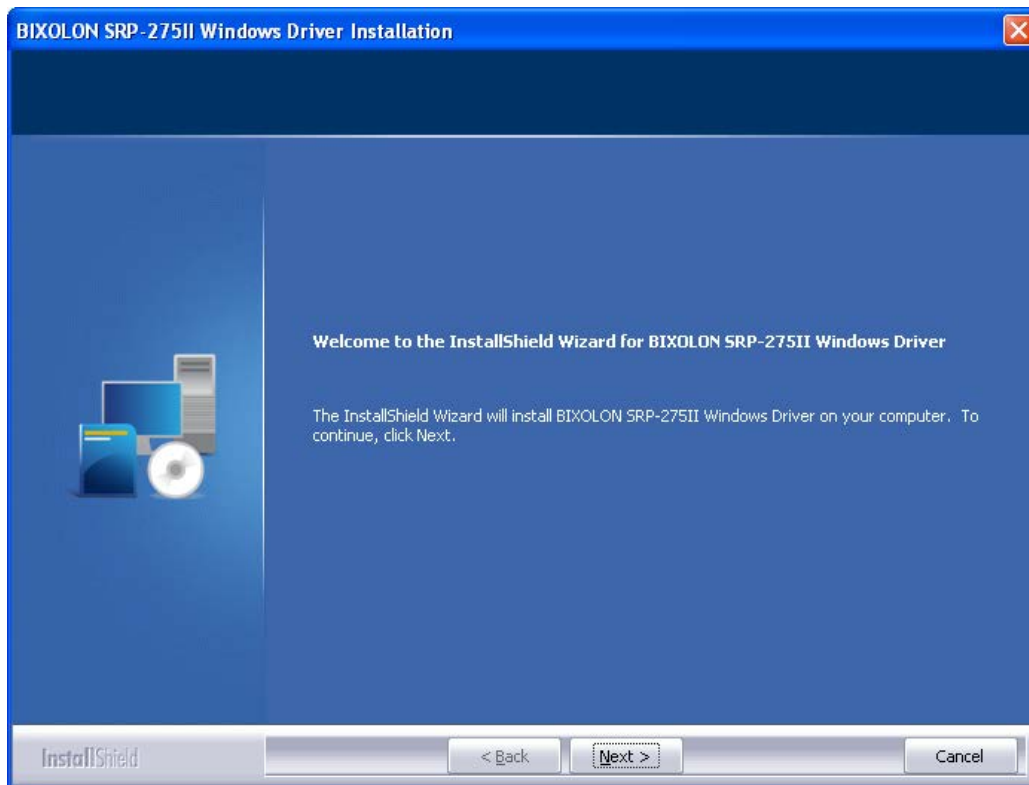 BIXOLON SRP-275II Windows Driver Installation
Welcome to the InstallShield Wizard for BIXOLON SRP-275II Windows Driver
The InstallShield Wizard will install BIXOLON SRP-275II Windows Driver on your computer. To
continue, click Next.
InstallShield
< Back
Next >
Cancel